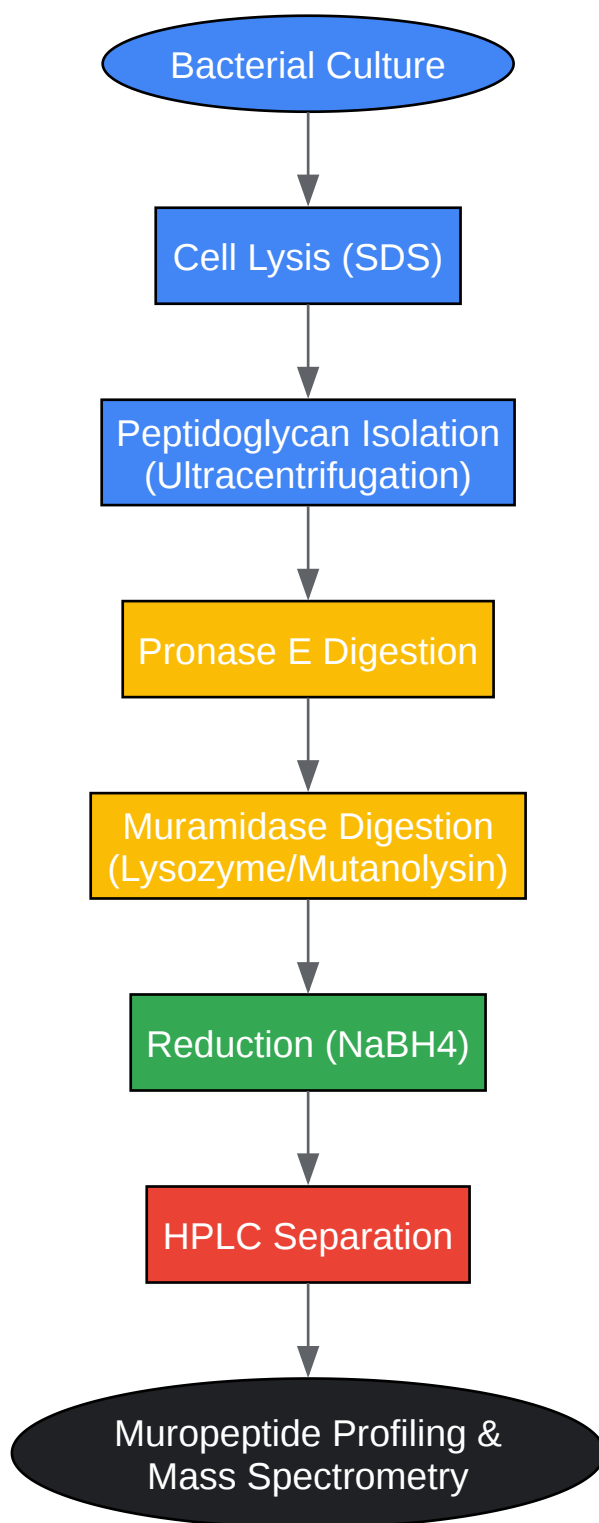 Bacterial Culture
Cell Lysis (SDS)
Peptidoglycan Isolation
(Ultracentrifugation)
Pronase E Digestion
Muramidase Digestion
(Lysozyme/Mutanolysin)
Reduction (NaBH4)
HPLC Separation
Muropeptide Profiling &
Mass Spectrometry